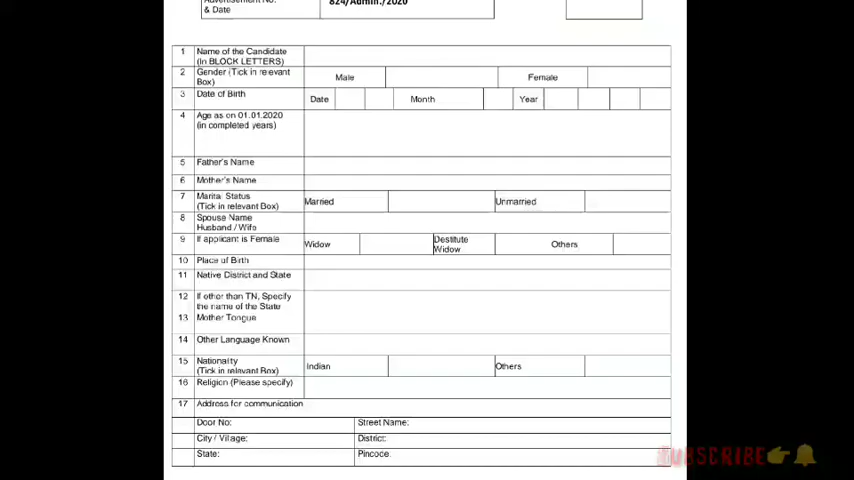 Advertisement No.
& Date
824/Admin./2020
1 Name of the Candidate
(In BLOCK LETTERS)
2 Gender (Tick in relevant
Box) Male Female
3 Date of Birth Date Month Year
4 Age as on 01.01.2020
(in completed years)
5 Father's Name
6 Mother's Name
7 Marital Status
(Tick in relevant Box) Married Unmarried
8 Spouse Name
Husband / Wife
9 If applicant is Female Widow Destitute
Widow Others
10 Place of Birth
11 Native District and State
12 If other than TN, Specify
the name of the State
13 Mother Tongue
14 Other Language Known
15 Nationality
(Tick in relevant Box) Indian Others
16 Religion (Please specify)
17 Address for communication
Door No: Street Name:
City / Village: District:
State: Pincode.
SUBSCRIBE